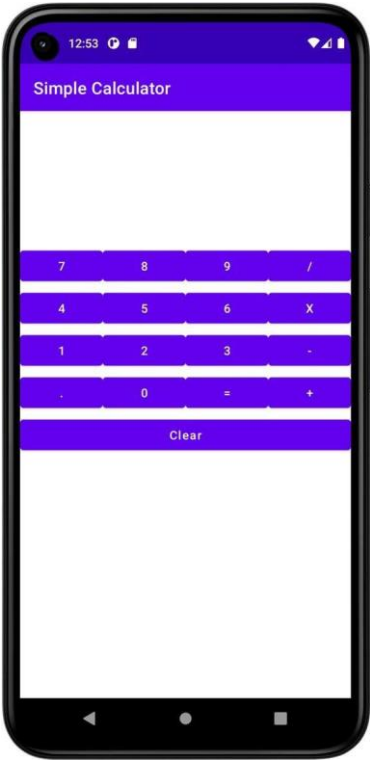 12:53
Simple Calculator
7 8 9 /
4 5 6 X
1 2 3 -
. 0 = +
Clear